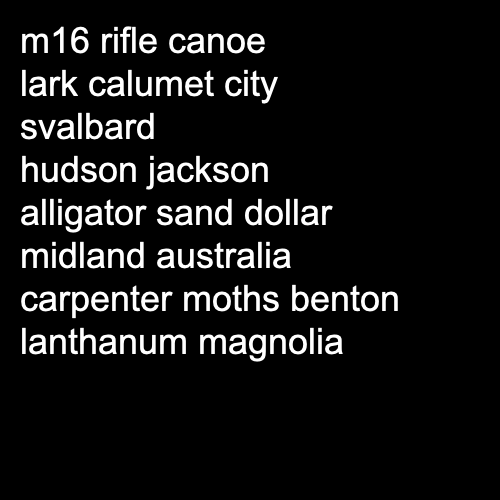 m16 rifle canoe
lark calumet city
svalbard
hudson jackson
alligator sand dollar
midland australia
carpenter moths benton
lanthanum magnolia